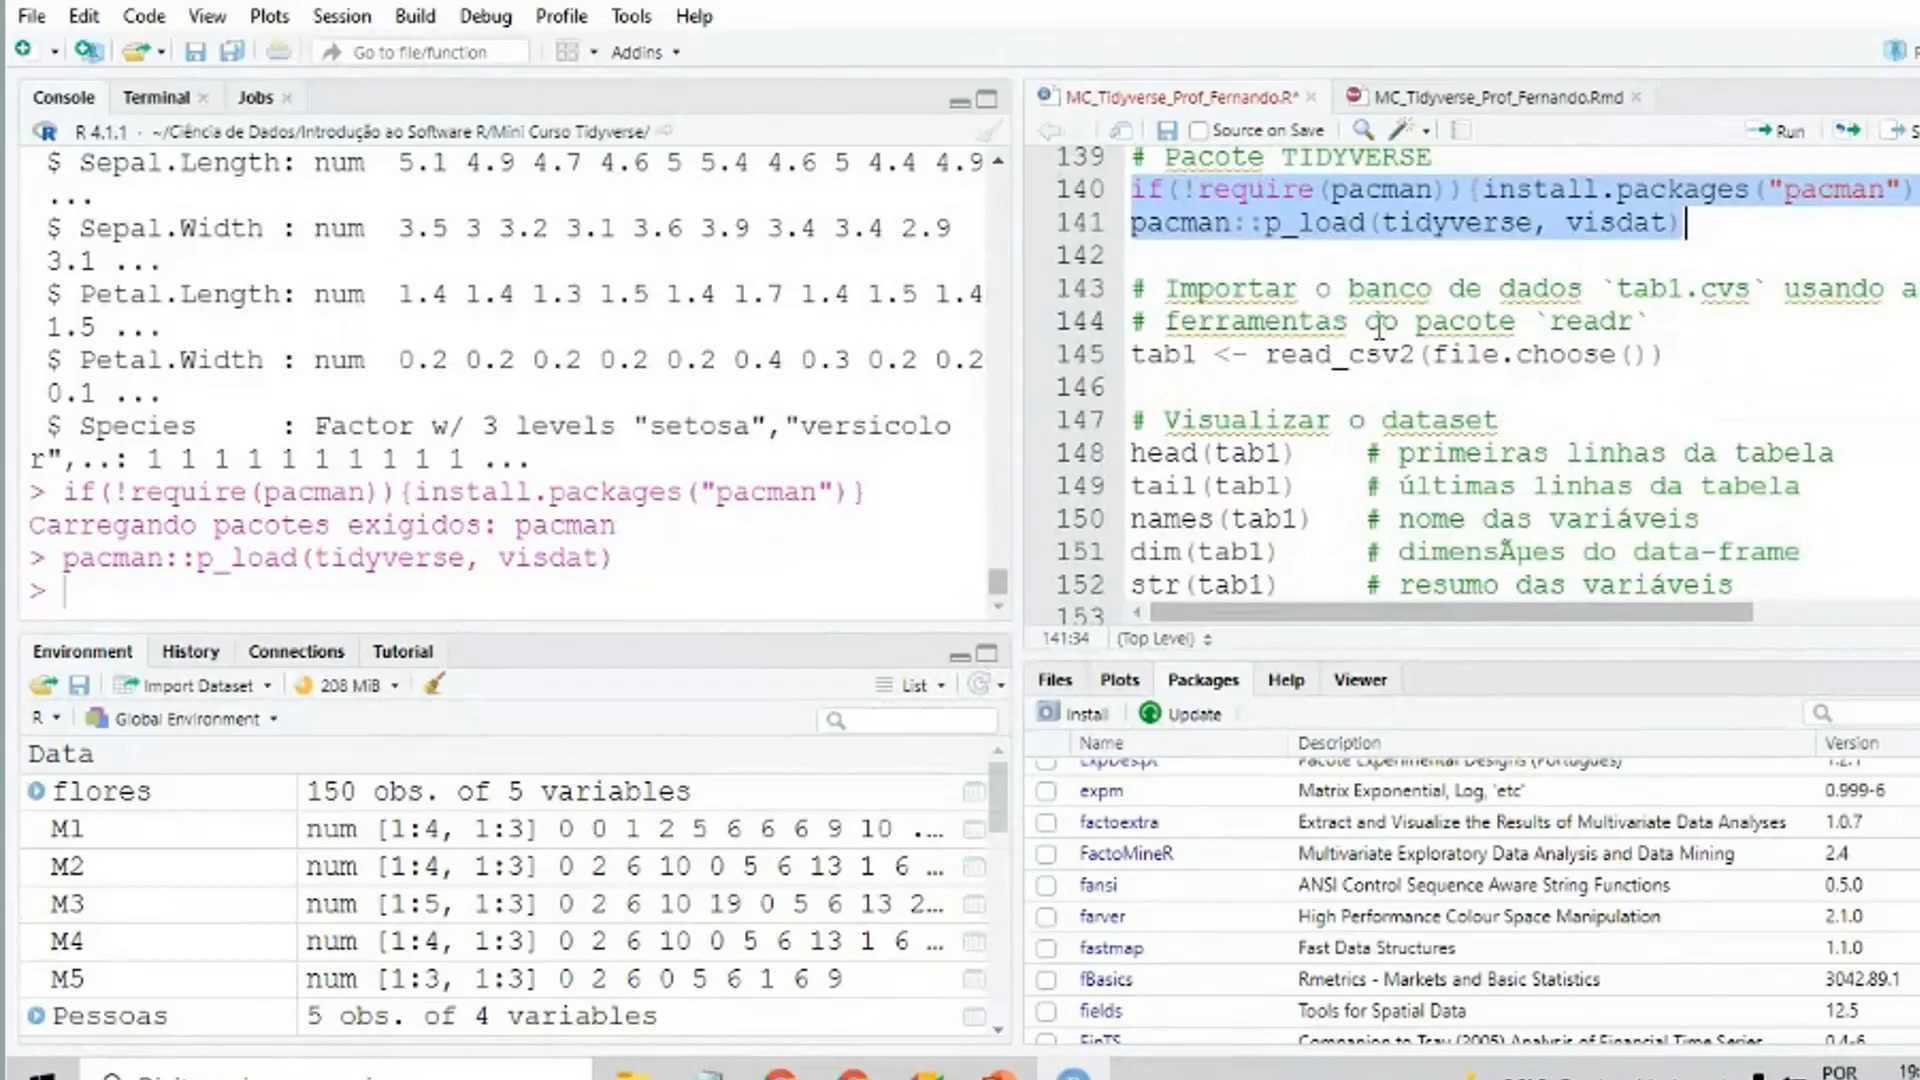 File Edit Code View Plots Session Build Debug Profile Tools Help
Go to file/function Addins
Console Terminal Jobs
R 4.1.1 · ~/Ciência de Dados/Introdução ao Software R/Mini Curso Tidyverse/
$ Sepal.Length: num 5.1 4.9 4.7 4.6 5 5.4 4.6 5 4.4 4.9
...
$ Sepal.Width : num 3.5 3 3.2 3.1 3.6 3.9 3.4 3.4 2.9
3.1 ...
$ Petal.Length: num 1.4 1.4 1.3 1.5 1.4 1.7 1.4 1.5 1.4
1.5 ...
$ Petal.Width : num 0.2 0.2 0.2 0.2 0.2 0.4 0.3 0.2 0.2
0.1 ...
$ Species : Factor w/ 3 levels "setosa","versicolo
r",..: 1 1 1 1 1 1 1 1 1 1 ...
> if(!require(pacman)){install.packages("pacman")}
Carregando pacotes exigidos: pacman
> pacman::p_load(tidyverse, visdat)
>
MC_Tidyverse_Prof_Fernando.R* MC_Tidyverse_Prof_Fernando.Rmd
Source on Save Run
139 # Pacote TIDYVERSE
140 if(!require(pacman)){install.packages("pacman")
141 pacman::p_load(tidyverse, visdat)
142
143 # Importar o banco de dados `tab1.cvs` usando a
144 # ferramentas do pacote `readr`
145 tab1 <- read_csv2(file.choose())
146
147 # Visualizar o dataset
148 head(tab1) # primeiras linhas da tabela
149 tail(tab1) # últimas linhas da tabela
150 names(tab1) # nome das variáveis
151 dim(tab1) # dimensÃµes do data-frame
152 str(tab1) # resumo das variáveis
153
141:34 (Top Level)
Environment History Connections Tutorial
Import Dataset 208 MiB List
R Global Environment
Data
flores 150 obs. of 5 variables
M1 num [1:4, 1:3] 0 0 1 2 5 6 6 6 9 10 ...
M2 num [1:4, 1:3] 0 2 6 10 0 5 6 13 1 6 ...
M3 num [1:5, 1:3] 0 2 6 10 19 0 5 6 13 2...
M4 num [1:4, 1:3] 0 2 6 10 0 5 6 13 1 6 ...
M5 num [1:3, 1:3] 0 2 6 0 5 6 1 6 9
Pessoas 5 obs. of 4 variables
Files Plots Packages Help Viewer
Install Update
Name Description Version
expm Matrix Exponential, Log, 'etc' 0.999-6
factoextra Extract and Visualize the Results of Multivariate Data Analyses 1.0.7
FactoMineR Multivariate Exploratory Data Analysis and Data Mining 2.4
fansi ANSI Control Sequence Aware String Functions 0.5.0
farver High Performance Colour Space Manipulation 2.1.0
fastmap Fast Data Structures 1.1.0
fBasics Rmetrics - Markets and Basic Statistics 3042.89.1
fields Tools for Spatial Data 12.5
FinTS Companion to Tsay (2005) Analysis of Financial Time Series 0.4-6
POR